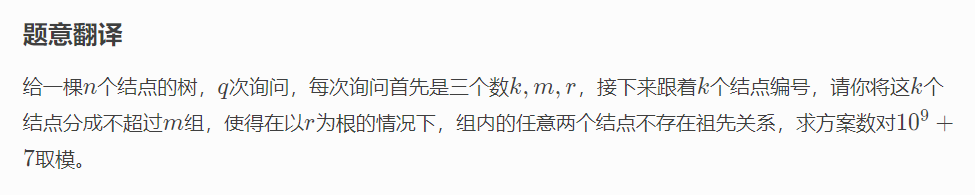 题意翻译
给一棵n个结点的树，q次询问，每次询问首先是三个数k, m, r，接下来跟着k个结点编号，请你将这k个
结点分成不超过m组，使得在以r为根的情况下，组内的任意两个结点不存在祖先关系，求方案数对10⁹ +
7取模。